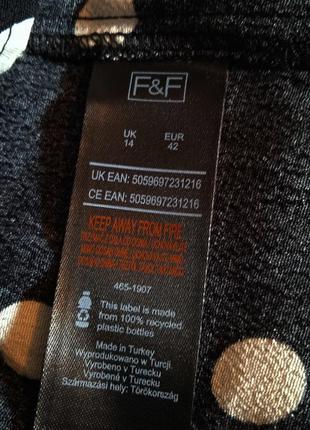 F&F
UK EUR
14 42
UK EAN: 5059697231216
CE EAN: 5059697231216
KEEP AWAY FROM FIRE
465-1907
This label is made
from 100% recycled
plastic bottles
Made in Turkey
Wyprodukowano w Turcji.
Vyrobeno v Turecku
Vyrobené v Turecku
Származási hely: Törökország